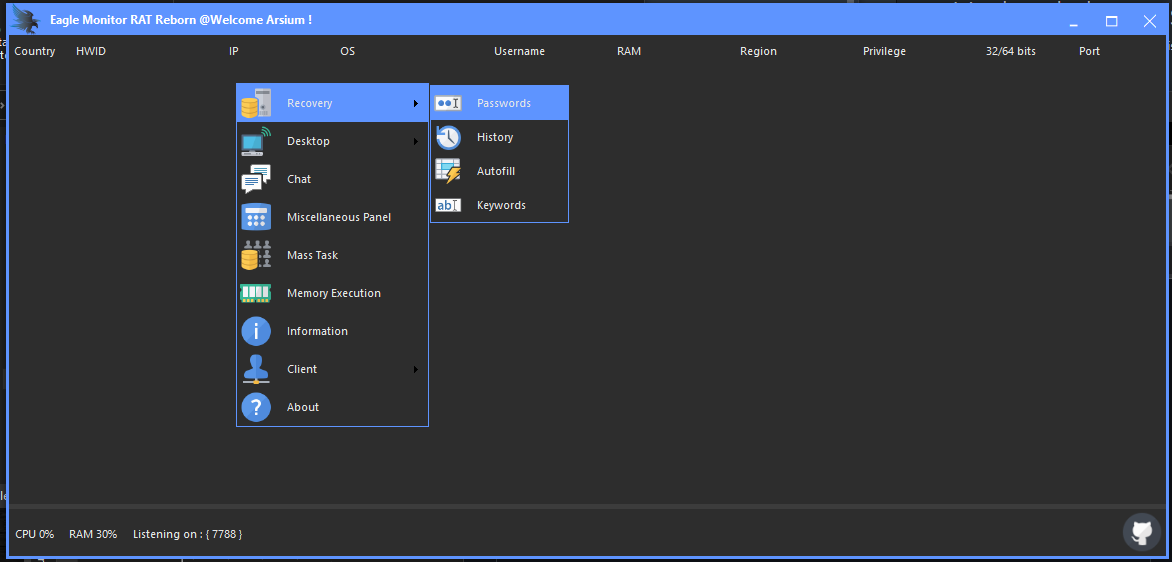 Eagle Monitor RAT Reborn @Welcome Arsium !
Country HWID IP OS Username RAM Region Privilege 32/64 bits Port
Recovery
Passwords
Desktop
History
Chat
Autofill
Miscellaneous Panel
Keywords
Mass Task
Memory Execution
Information
Client
About
CPU 0% RAM 30% Listening on : { 7788 }